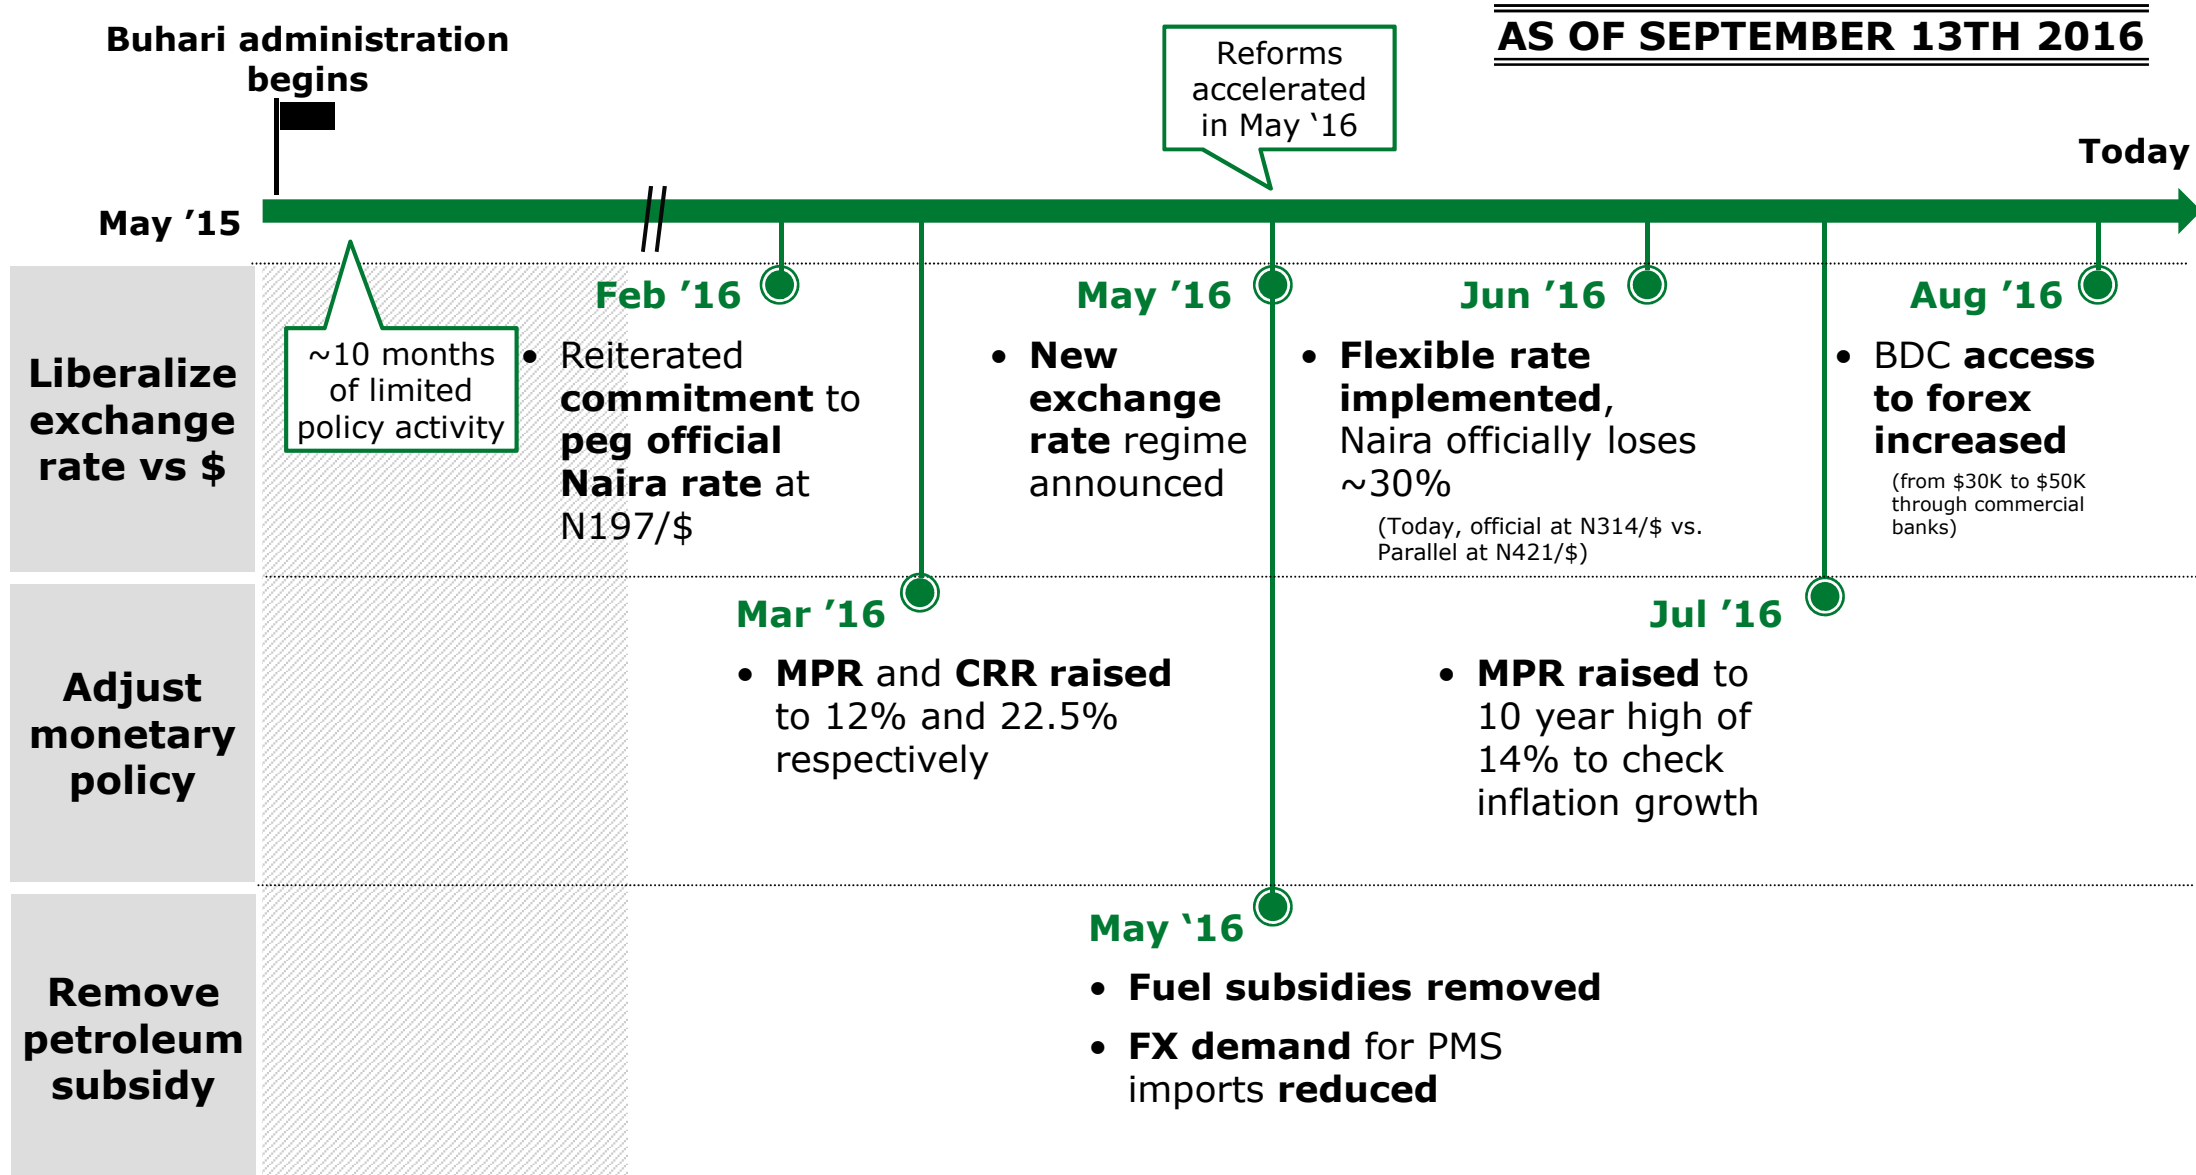 AS OF SEPTEMBER 13TH 2016
Buhari administration
begins
Reforms
accelerated
in May ‘16
Today
May ’15
~10 months
of limited
policy activity
Liberalize
exchange
rate vs $
Feb ’16
• Reiterated
commitment to
peg official
Naira rate at
N197/$
May ’16
• New
exchange
rate regime
announced
Jun ’16
• Flexible rate
implemented,
Naira officially loses
~30%
(Today, official at N314/$ vs.
Parallel at N421/$)
Aug ’16
• BDC access
to forex
increased
(from $30K to $50K
through commercial
banks)
Adjust
monetary
policy
Mar ’16
• MPR and CRR raised
to 12% and 22.5%
respectively
Jul ’16
• MPR raised to
10 year high of
14% to check
inflation growth
Remove
petroleum
subsidy
May ‘16
• Fuel subsidies removed
• FX demand for PMS
imports reduced